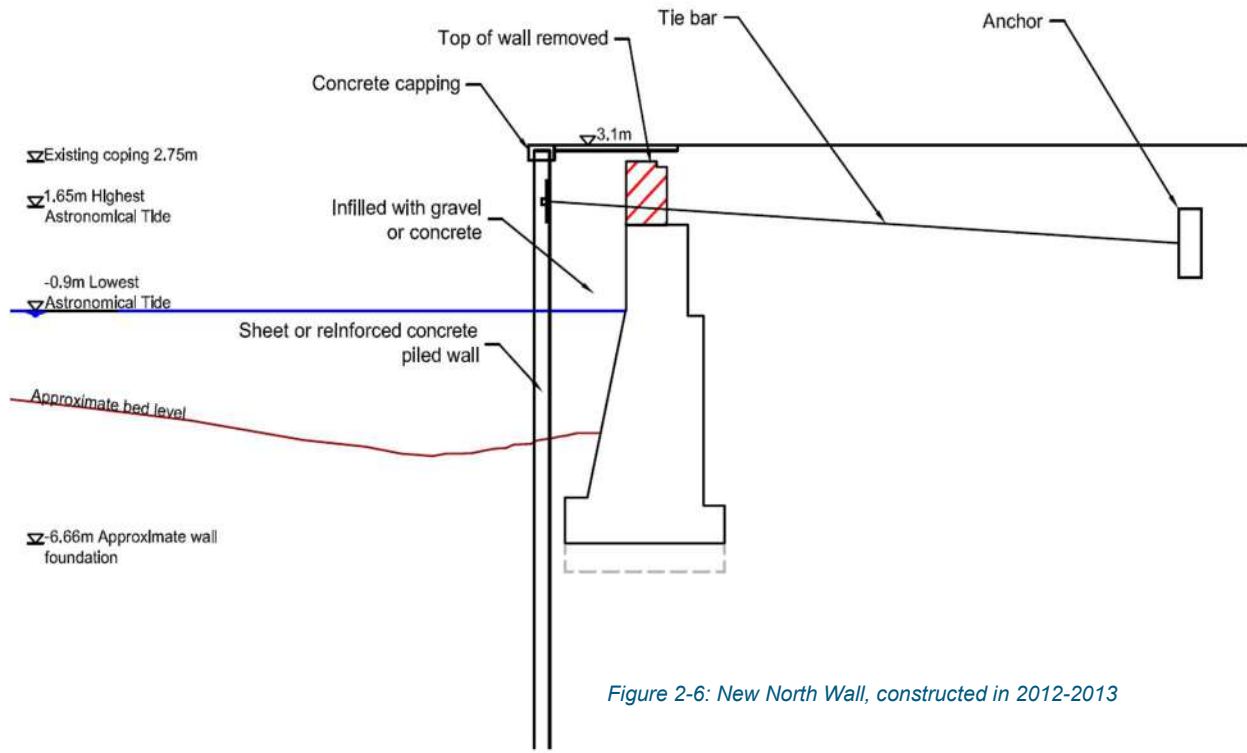 Tie bar
Anchor
Top of wall removed
Concrete capping
3.1m
Existing coping 2.75m
1.65m Highest
Astronomical Tide
Infilled with gravel
or concrete
-0.9m Lowest
Astronomical Tide
Sheet or reinforced concrete
piled wall
Approximate bed level
-6.66m Approximate wall
foundation
Figure 2-6: New North Wall, constructed in 2012-2013